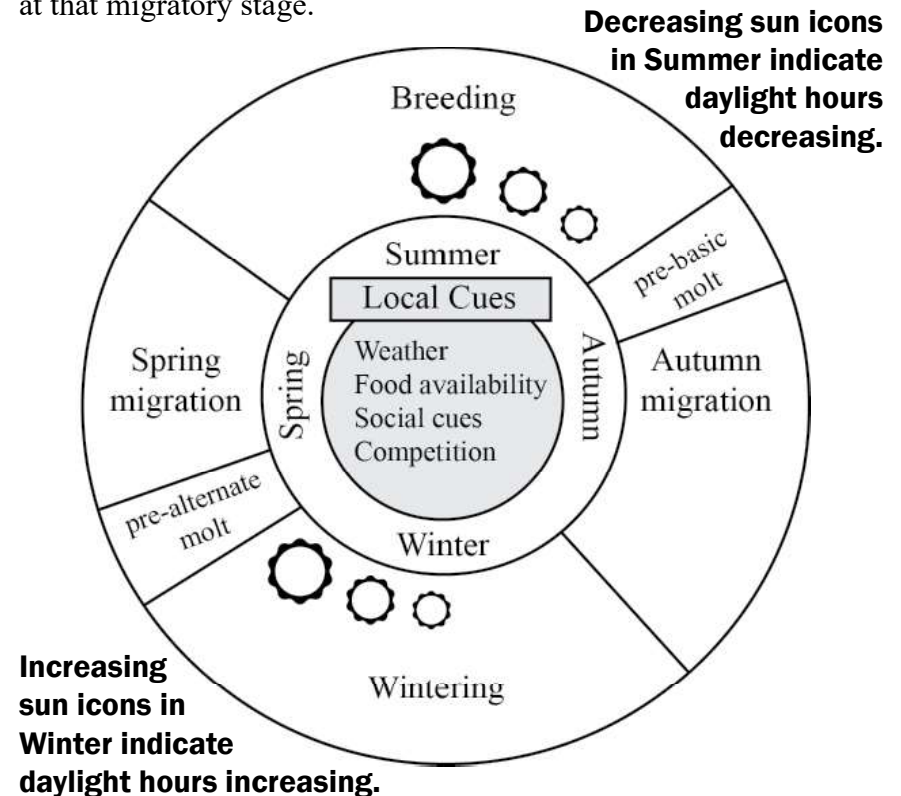 at that migratory stage.
Decreasing sun icons
in Summer indicate
daylight hours
decreasing.
Breeding
pre-basic
molt
Summer
Local Cues
Weather
Food availability
Social cues
Competition
Spring
Autumn
Spring
migration
Autumn
migration
pre-alternate
molt
Winter
Wintering
Increasing
sun icons in
Winter indicate
daylight hours increasing.